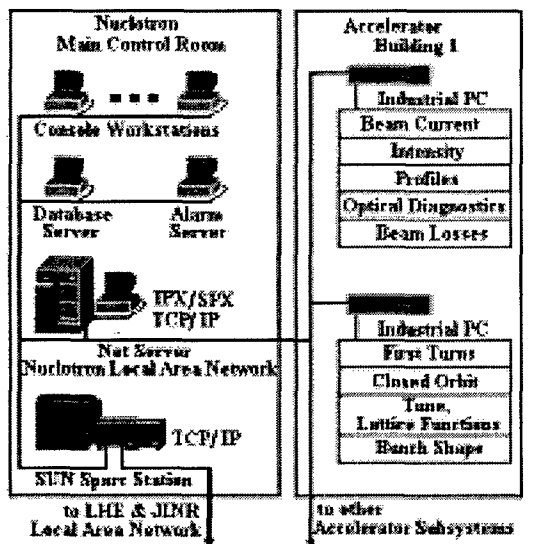 Nuclotron
Main Control Room
Console Workstations
Database
Server
Alarm
Server
IPX/SPX
TCP/IP
Net Server
Nuclotron Local Area Network
TCP/IP
SUN Sparc Station
to LHE & JINR
Local Area Network
Accelerator
Building 1
Industrial PC
Beam Current
Intensity
Profiles
Optical Diagnostics
Beam Losses
Industrial PC
First Turns
Closed Orbit
Tune,
Lattice Functions
Bunch Shape
to other
Accelerator Subsystems